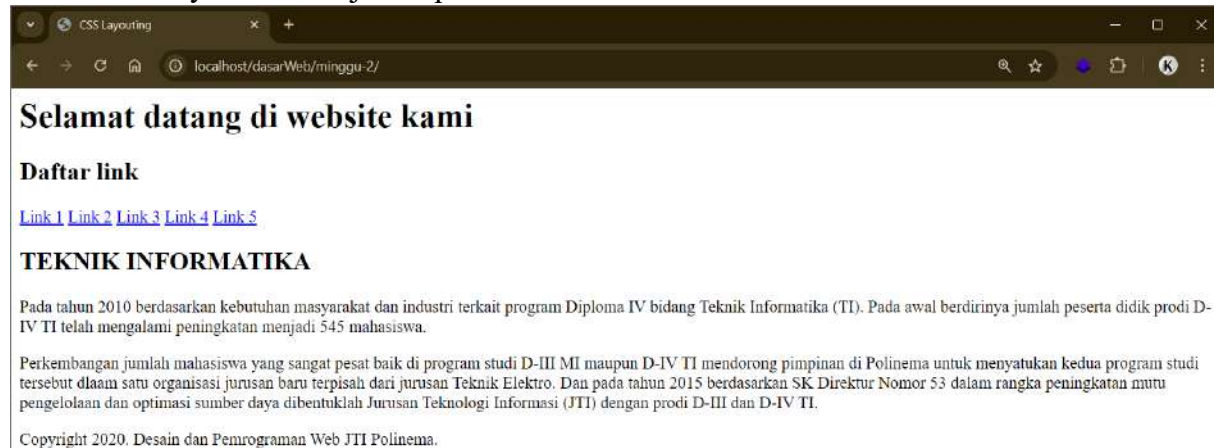 CSS Layouting
localhost/dasarWeb/minggu-2/
K
Selamat datang di website kami
Daftar link
Link 1 Link 2 Link 3 Link 4 Link 5
TEKNIK INFORMATIKA
Pada tahun 2010 berdasarkan kebutuhan masyarakat dan industri terkait program Diploma IV bidang Teknik Informatika (TI). Pada awal berdirinya jumlah peserta didik prodi D-
IV TI telah mengalami peningkatan menjadi 545 mahasiswa.
Perkembangan jumlah mahasiswa yang sangat pesat baik di program studi D-III MI maupun D-IV TI mendorong pimpinan di Polinema untuk menyatukan kedua program studi
tersebut dlaam satu organisasi jurusan baru terpisah dari jurusan Teknik Elektro. Dan pada tahun 2015 berdasarkan SK Direktur Nomor 53 dalam rangka peningkatan mutu
pengelolaan dan optimasi sumber daya dibentuklah Jurusan Teknologi Informasi (JTI) dengan prodi D-III dan D-IV TI.
Copyright 2020. Desain dan Pemrograman Web JTI Polinema.